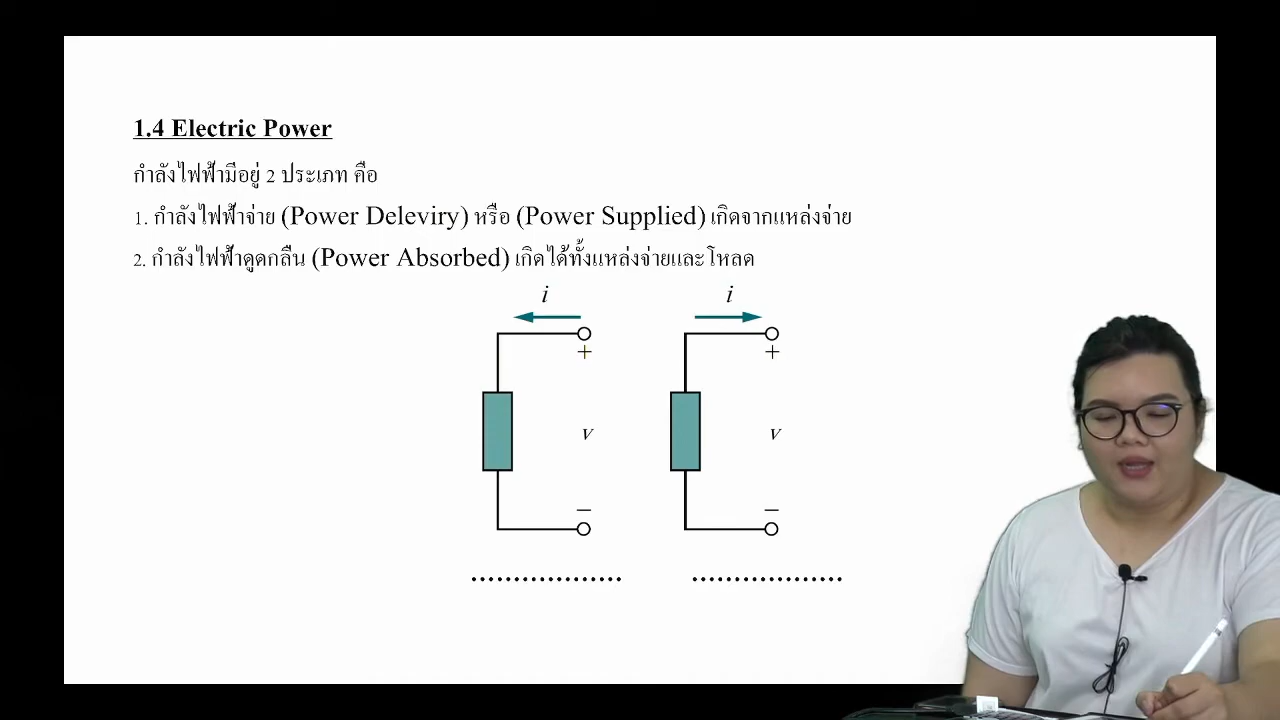 1.4 Electric Power
กำลังไฟฟ้ามีอยู่ 2 ประเภท คือ
1. กำลังไฟฟ้าจ่าย (Power Deleviry) หรือ (Power Supplied) เกิดจากแหล่งจ่าย
2. กำลังไฟฟ้าดูดกลืน (Power Absorbed) เกิดได้ทั้งแหล่งจ่ายและโหลด
i i
+ +
v v
− −
.................. ..................